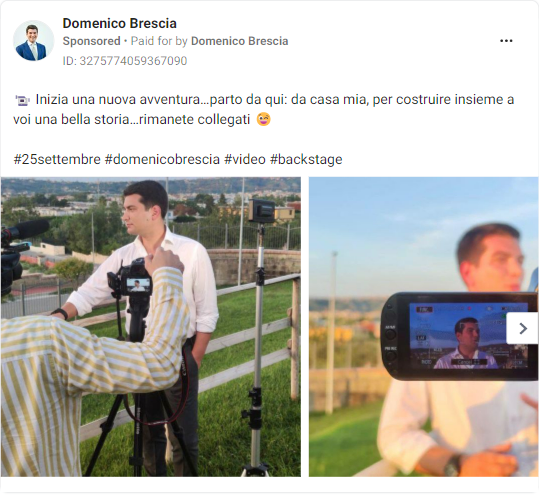 Domenico Brescia
Sponsored • Paid for by Domenico Brescia
ID: 3275774059367090
Inizia una nuova avventura...parto da qui: da casa mia, per costruire insieme a
voi una bella storia...rimanete collegati
#25settembre #domenicobrescia #video #backstage